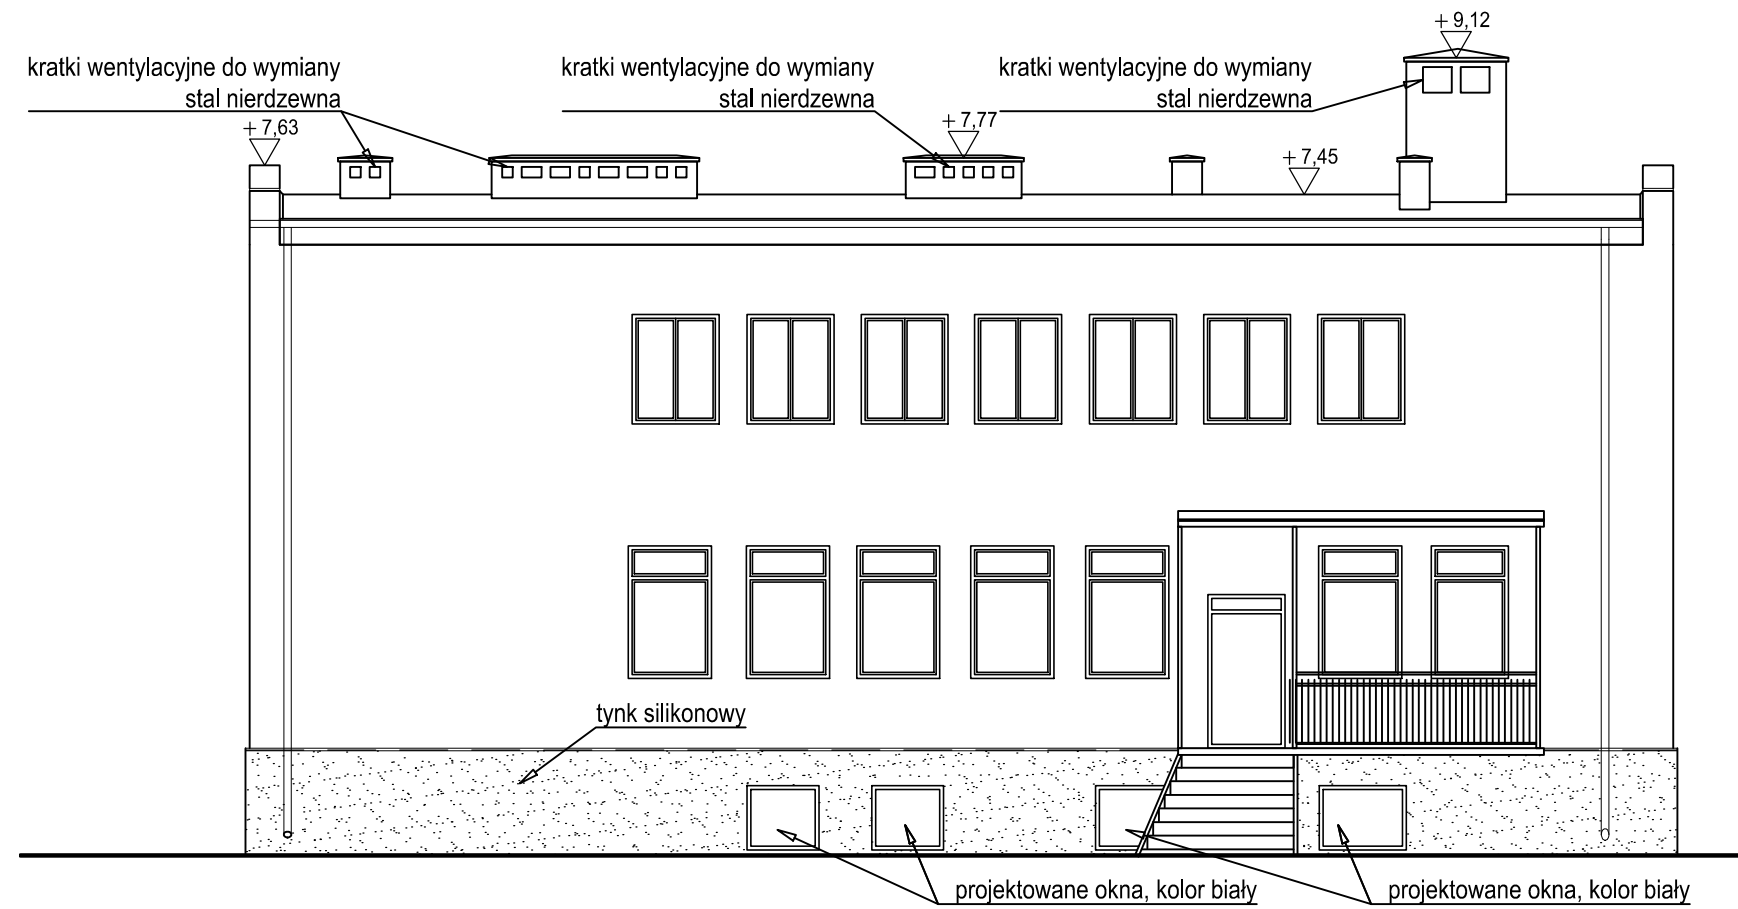 + 9,12
kratki wentylacyjne do wymiany
stal nierdzewna
kratki wentylacyjne do wymiany
stal nierdzewna
kratki wentylacyjne do wymiany
stal nierdzewna
+ 7,63
+ 7,77
+ 7,45
tynk silikonowy
projektowane okna, kolor biały
projektowane okna, kolor biały